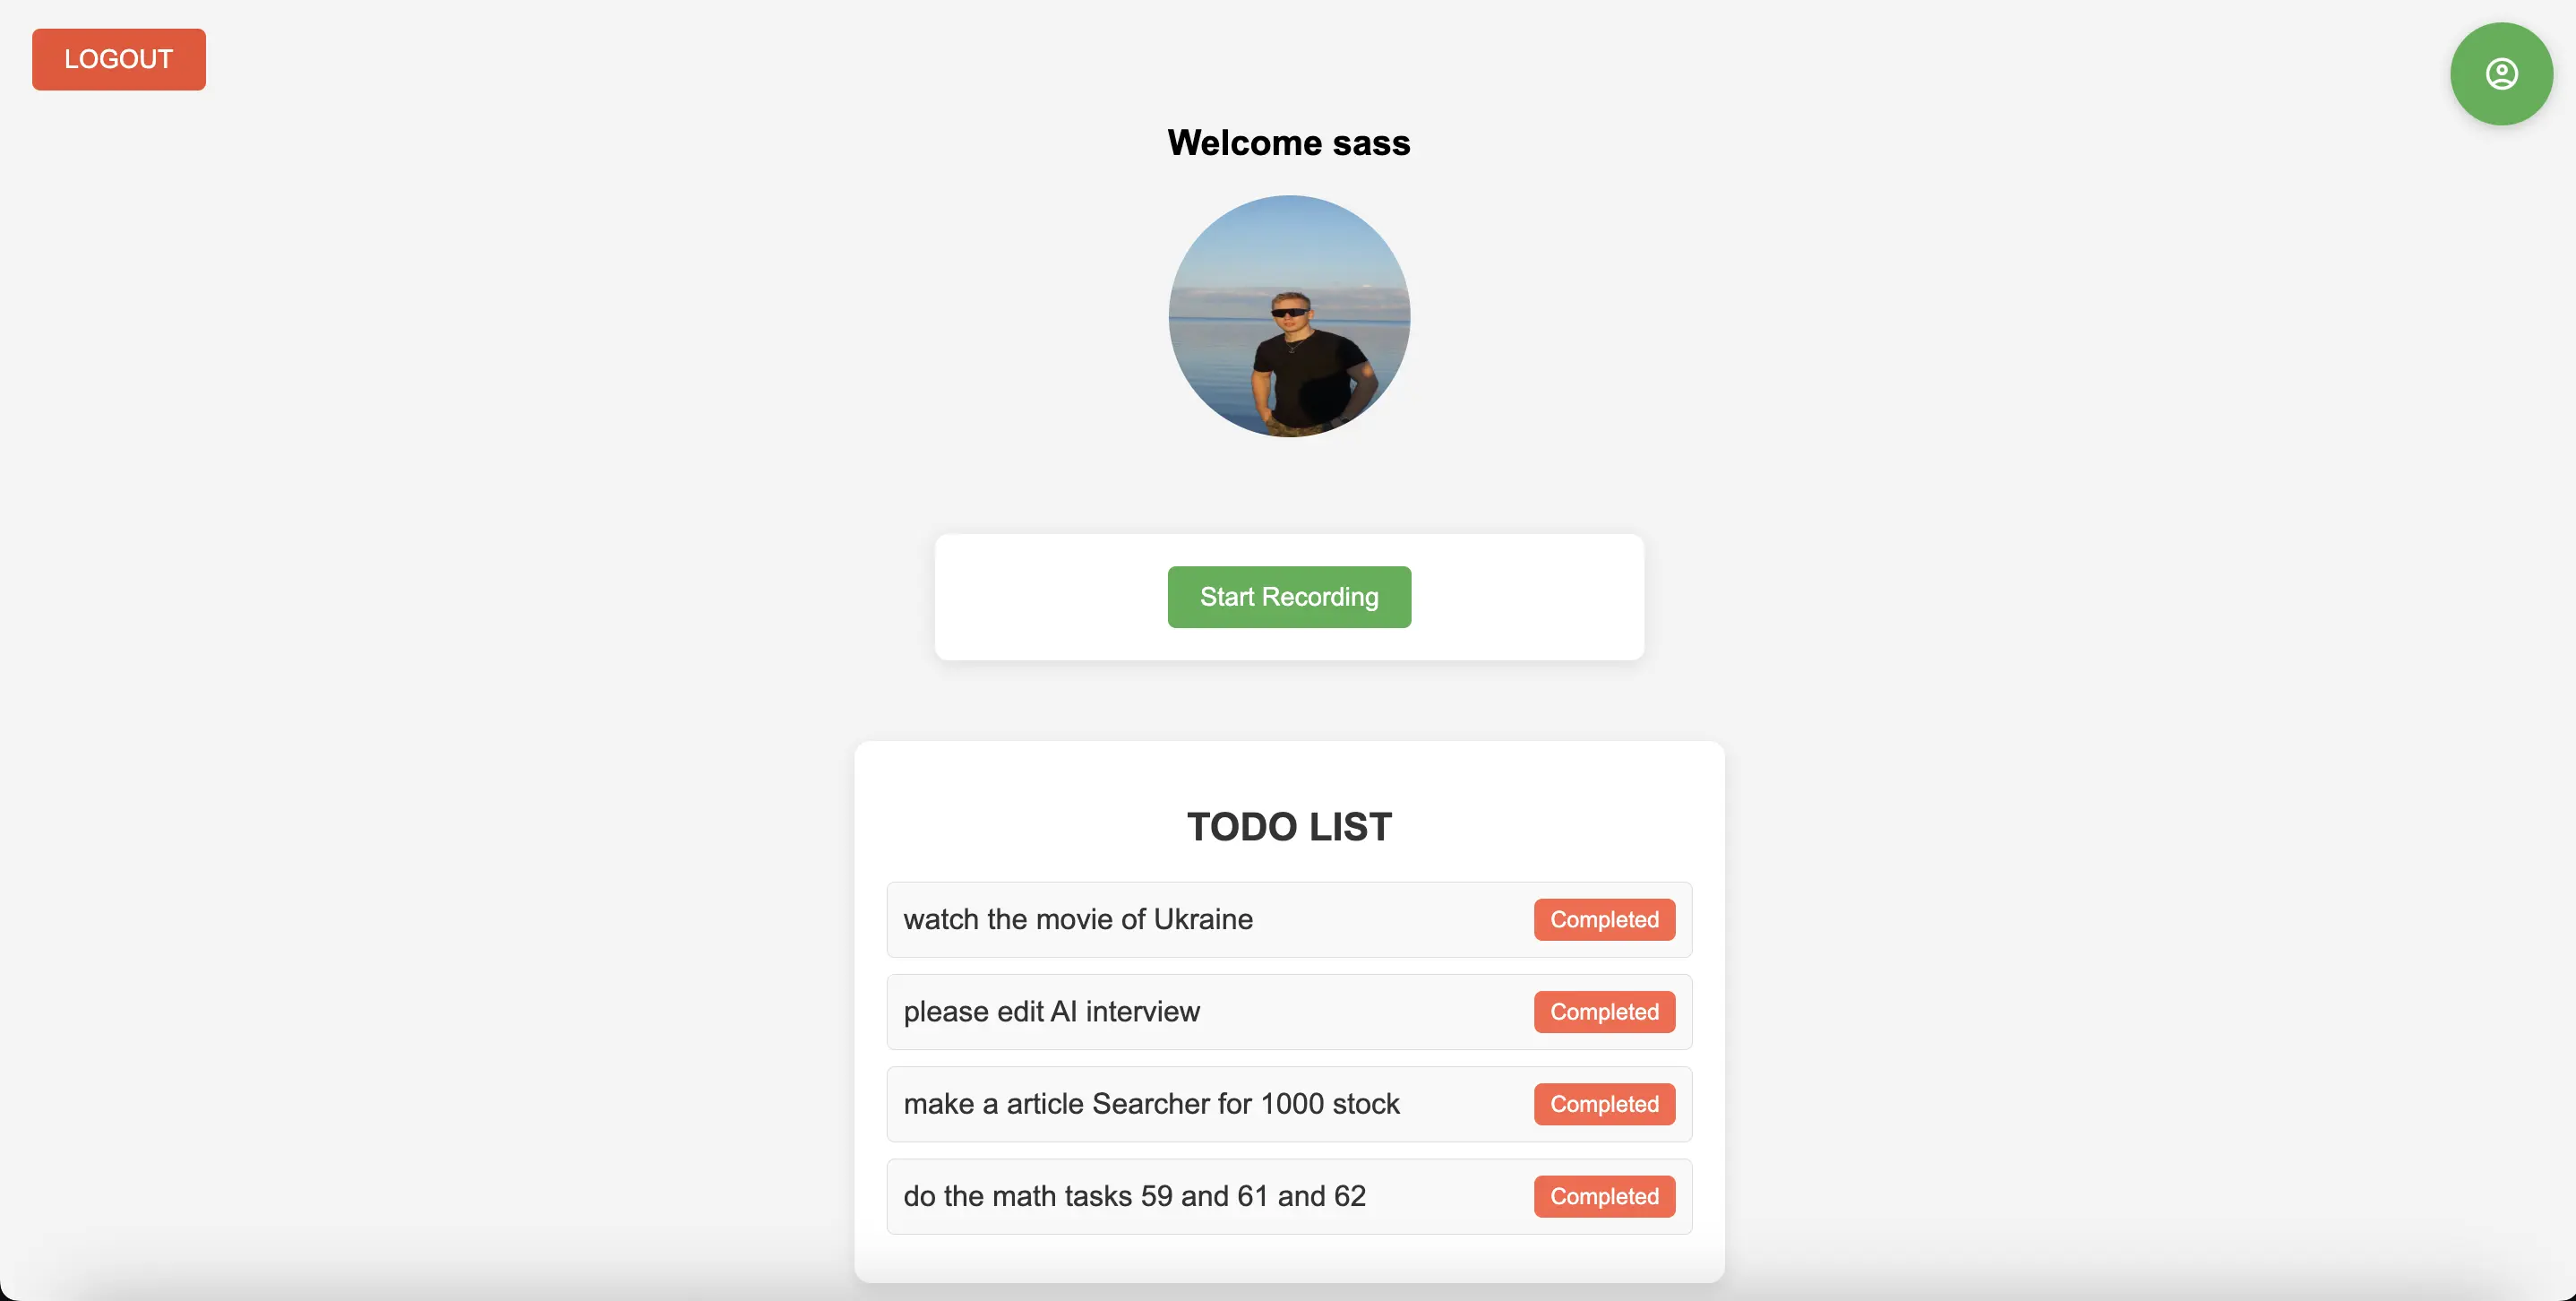 LOGOUT
Welcome sass
Start Recording
TODO LIST
watch the movie of Ukraine
Completed
please edit AI interview
Completed
make a article Searcher for 1000 stock
Completed
do the math tasks 59 and 61 and 62
Completed